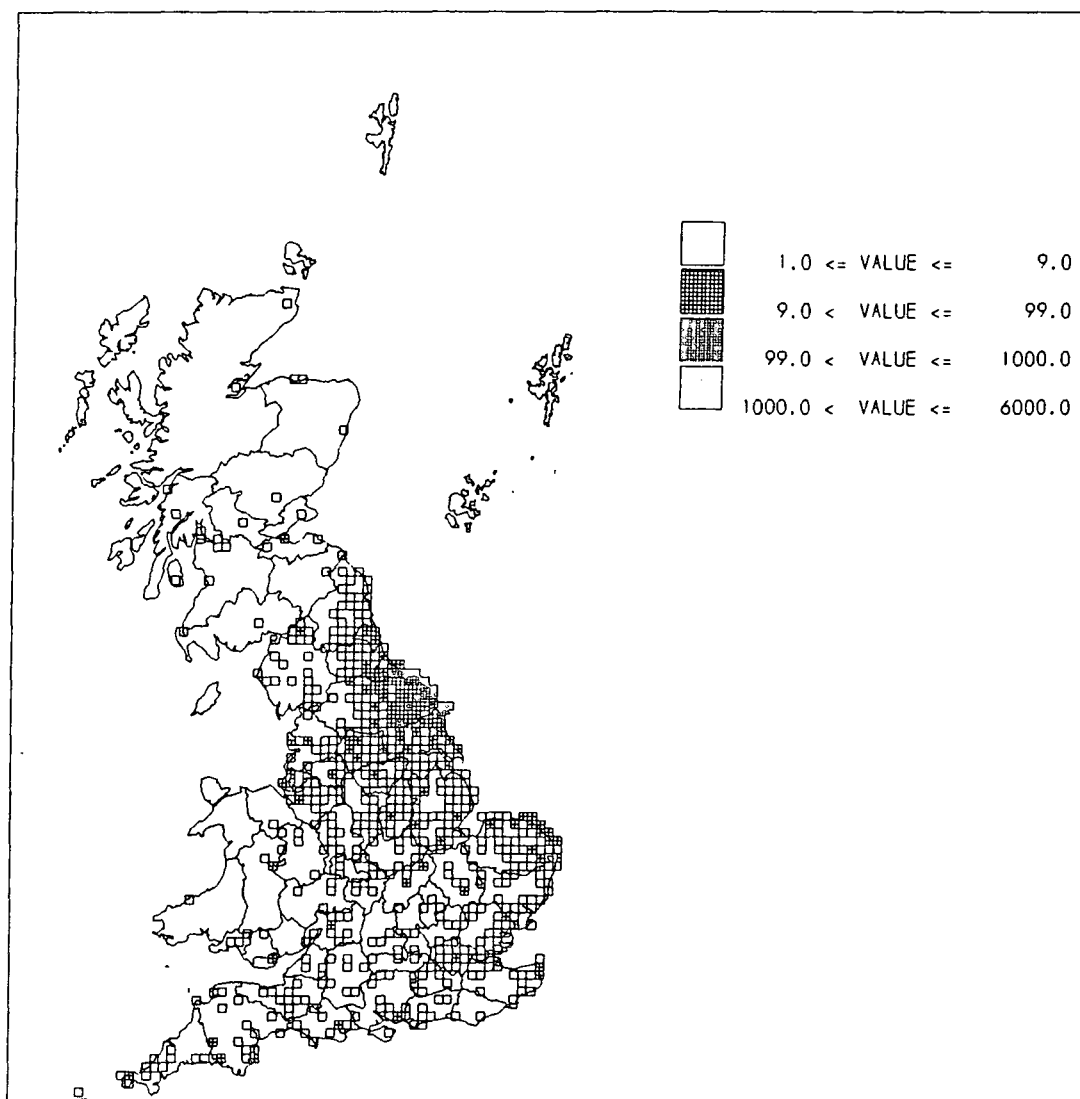 1.0 <= VALUE <= 9.0
9.0 < VALUE <= 99.0
99.0 < VALUE <= 1000.0
1000.0 < VALUE <= 6000.0